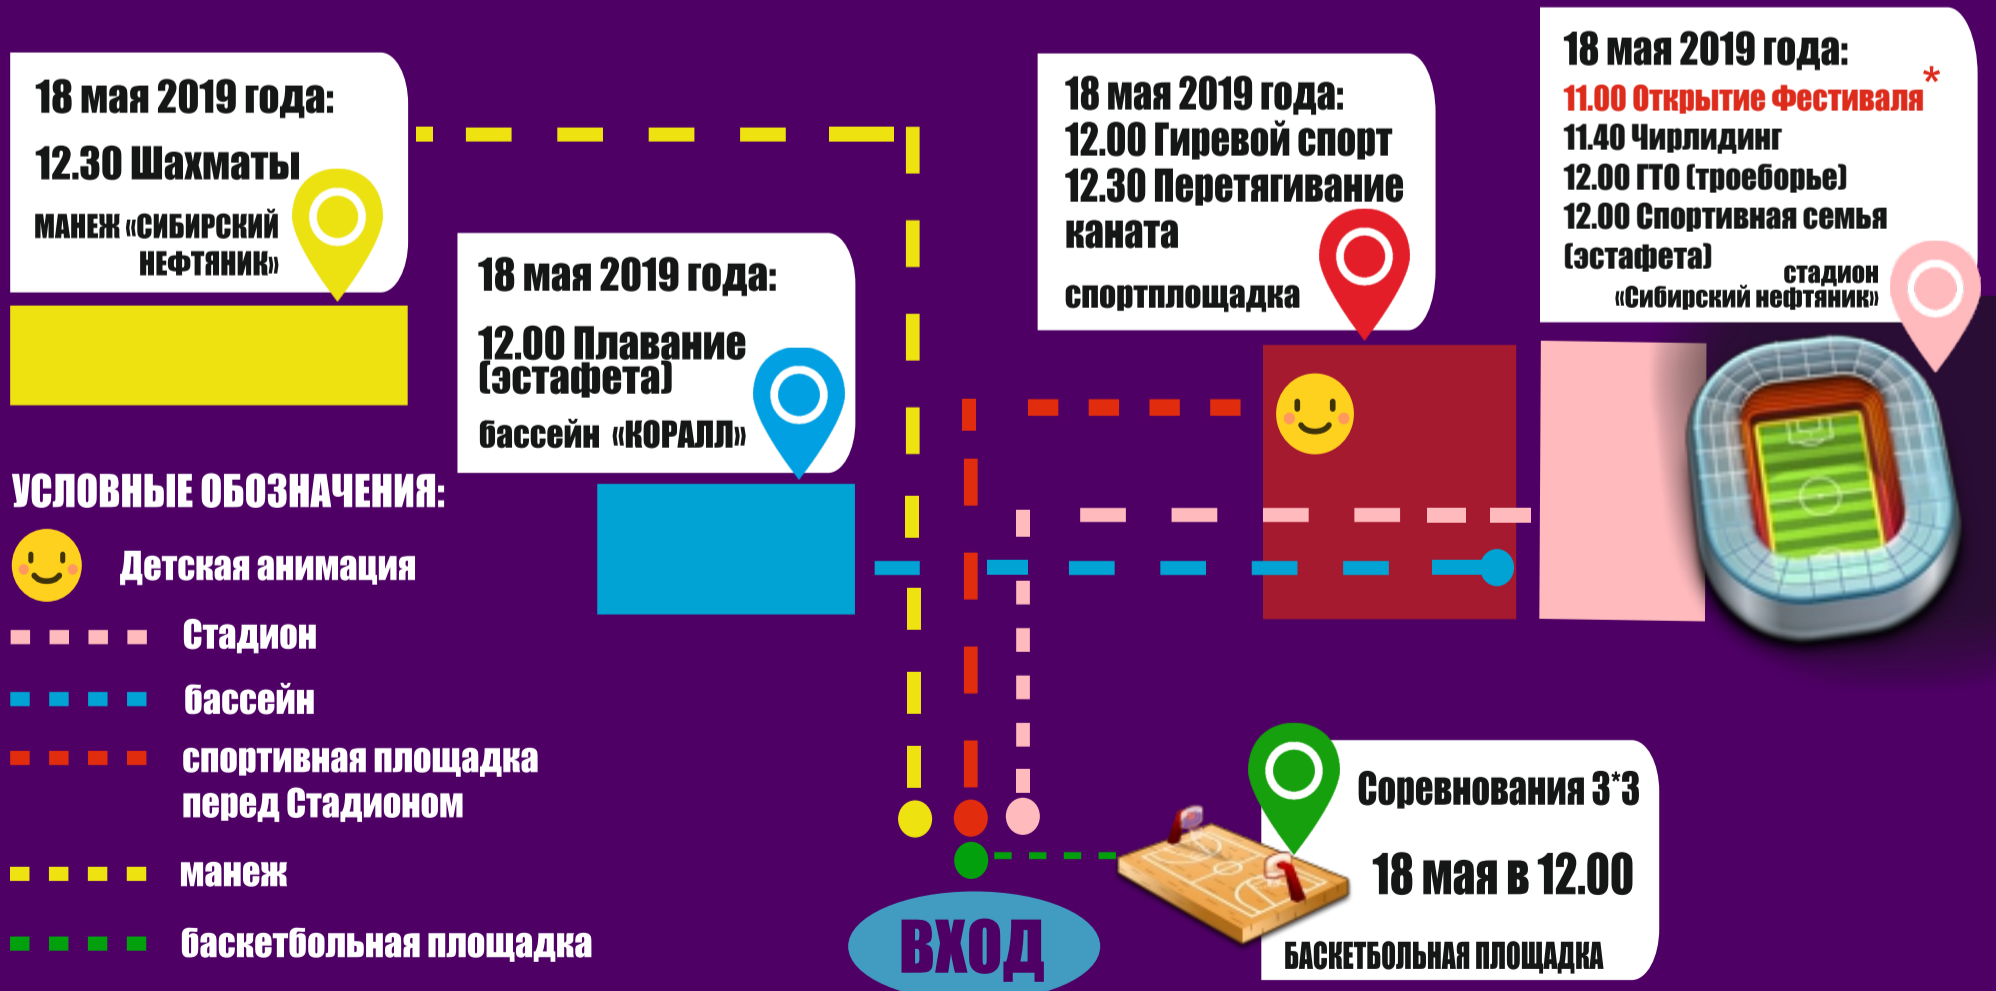 18 мая 2019 года:
12.30 Шахматы
МАНЕЖ «СИБИРСКИЙ
НЕФТЯНИК»
18 мая 2019 года:
12.00 Плавание
(эстафета)
бассейн «КОРАЛЛ»
18 мая 2019 года:
12.00 Гиревой спорт
12.30 Перетягивание
каната
спортплощадка
18 мая 2019 года:
11.00 Открытие Фестиваля*
11.40 Чирлидинг
12.00 ГТО (троеборье)
12.00 Спортивная семья
(эстафета)
стадион
«Сибирский нефтяник»
УСЛОВНЫЕ ОБОЗНАЧЕНИЯ:
Детская анимация
Стадион
бассейн
спортивная площадка
перед Стадионом
манеж
баскетбольная площадка
ВХОД
Соревнования 3*3
18 мая в 12.00
БАСКЕТБОЛЬНАЯ ПЛОЩАДКА